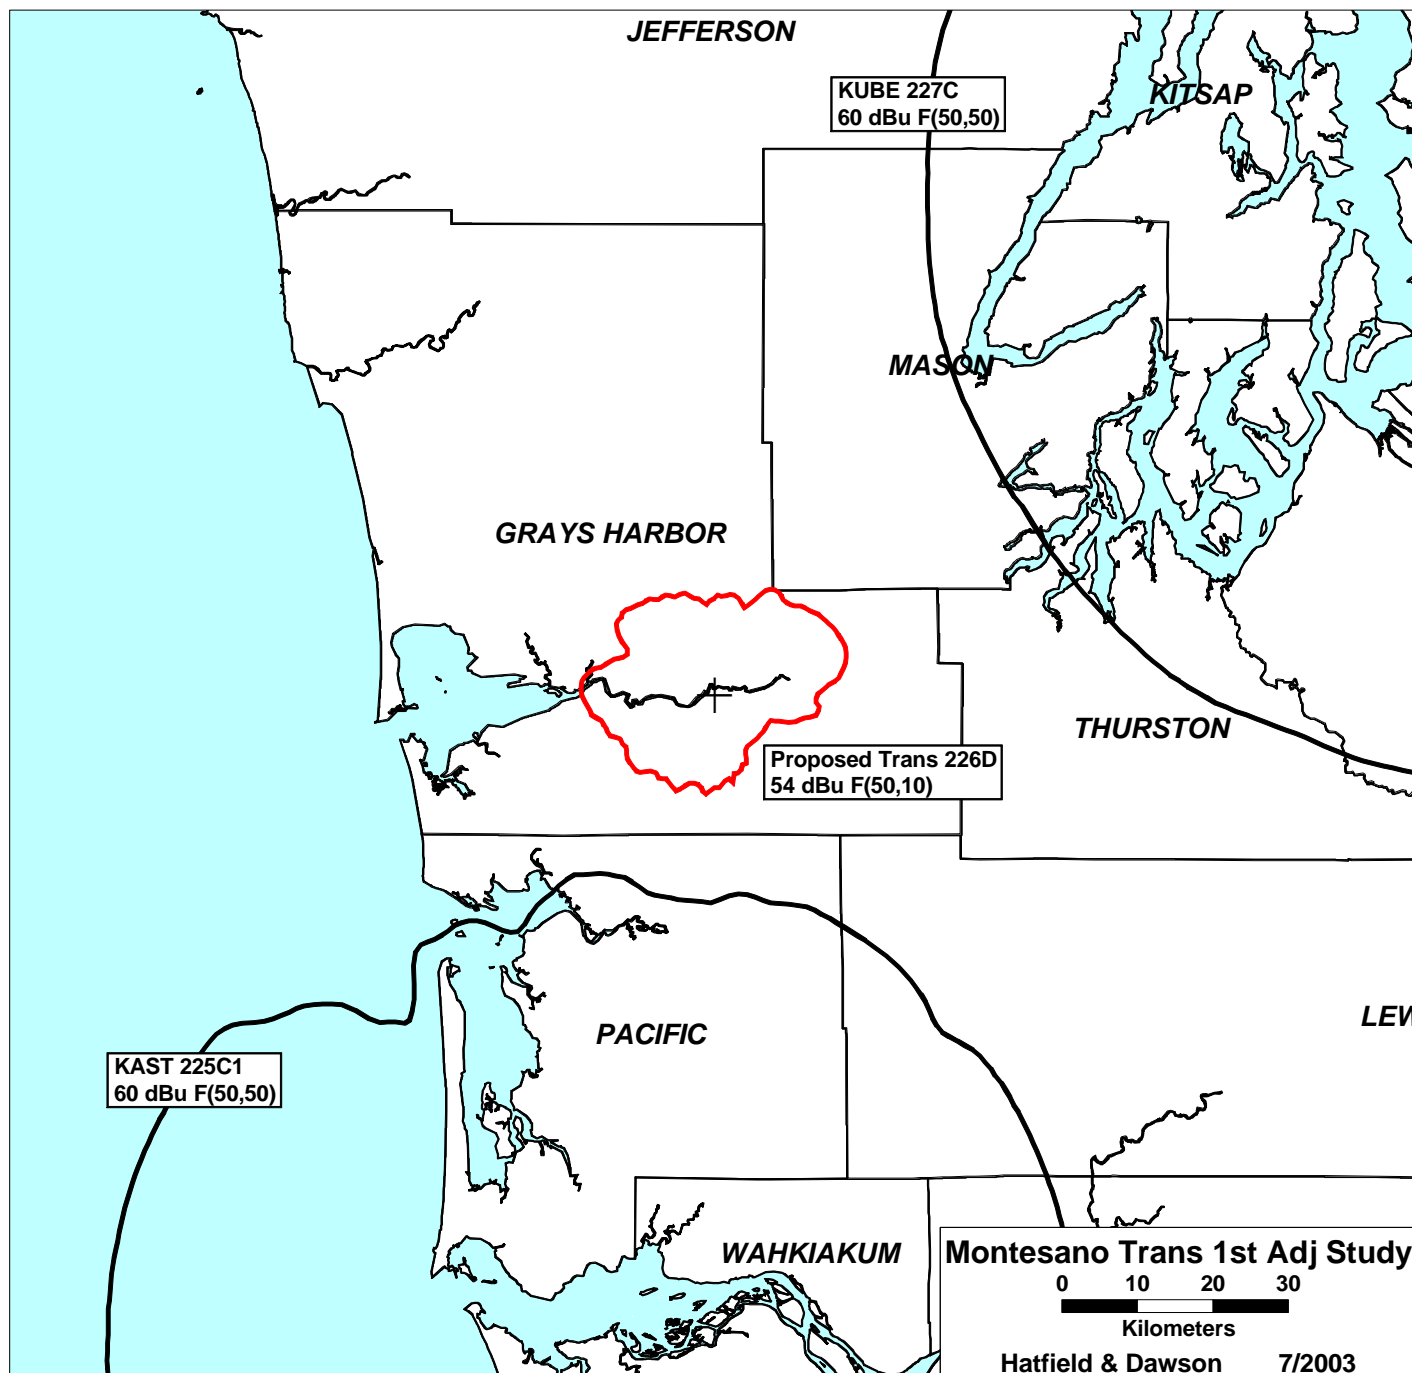 JEFFERSON
KUBE 227C
60 dBu F(50,50)
KITSAP
MASON
GRAYS HARBOR
THURSTON
Proposed Trans 226D
54 dBu F(50,10)
LEW
PACIFIC
KAST 225C1
60 dBu F(50,50)
WAHKIAKUM
Montesano Trans 1st Adj Study
0 10 20 30
Kilometers
Hatfield & Dawson 7/2003